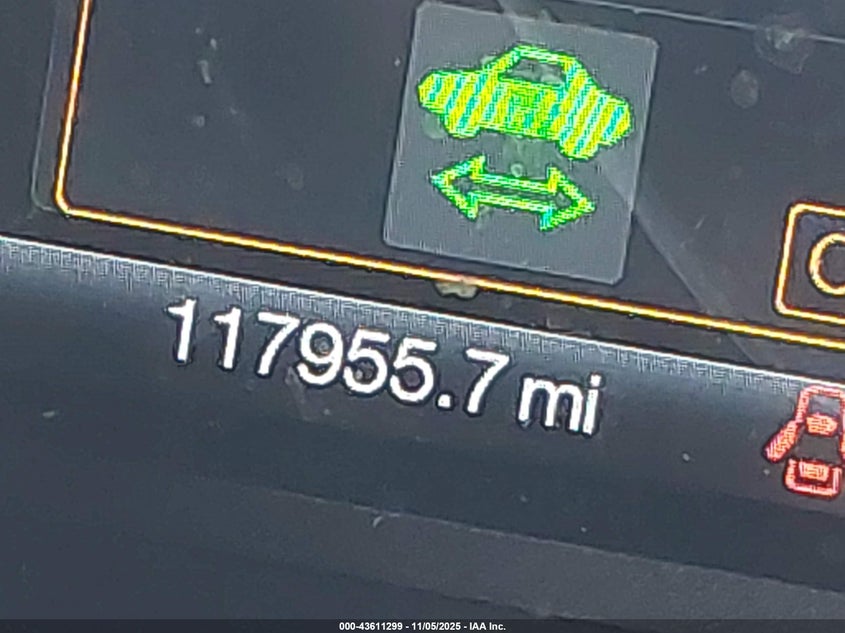 117955.7 mi
000-43611299 - 11/05/2025 - IAA Inc.